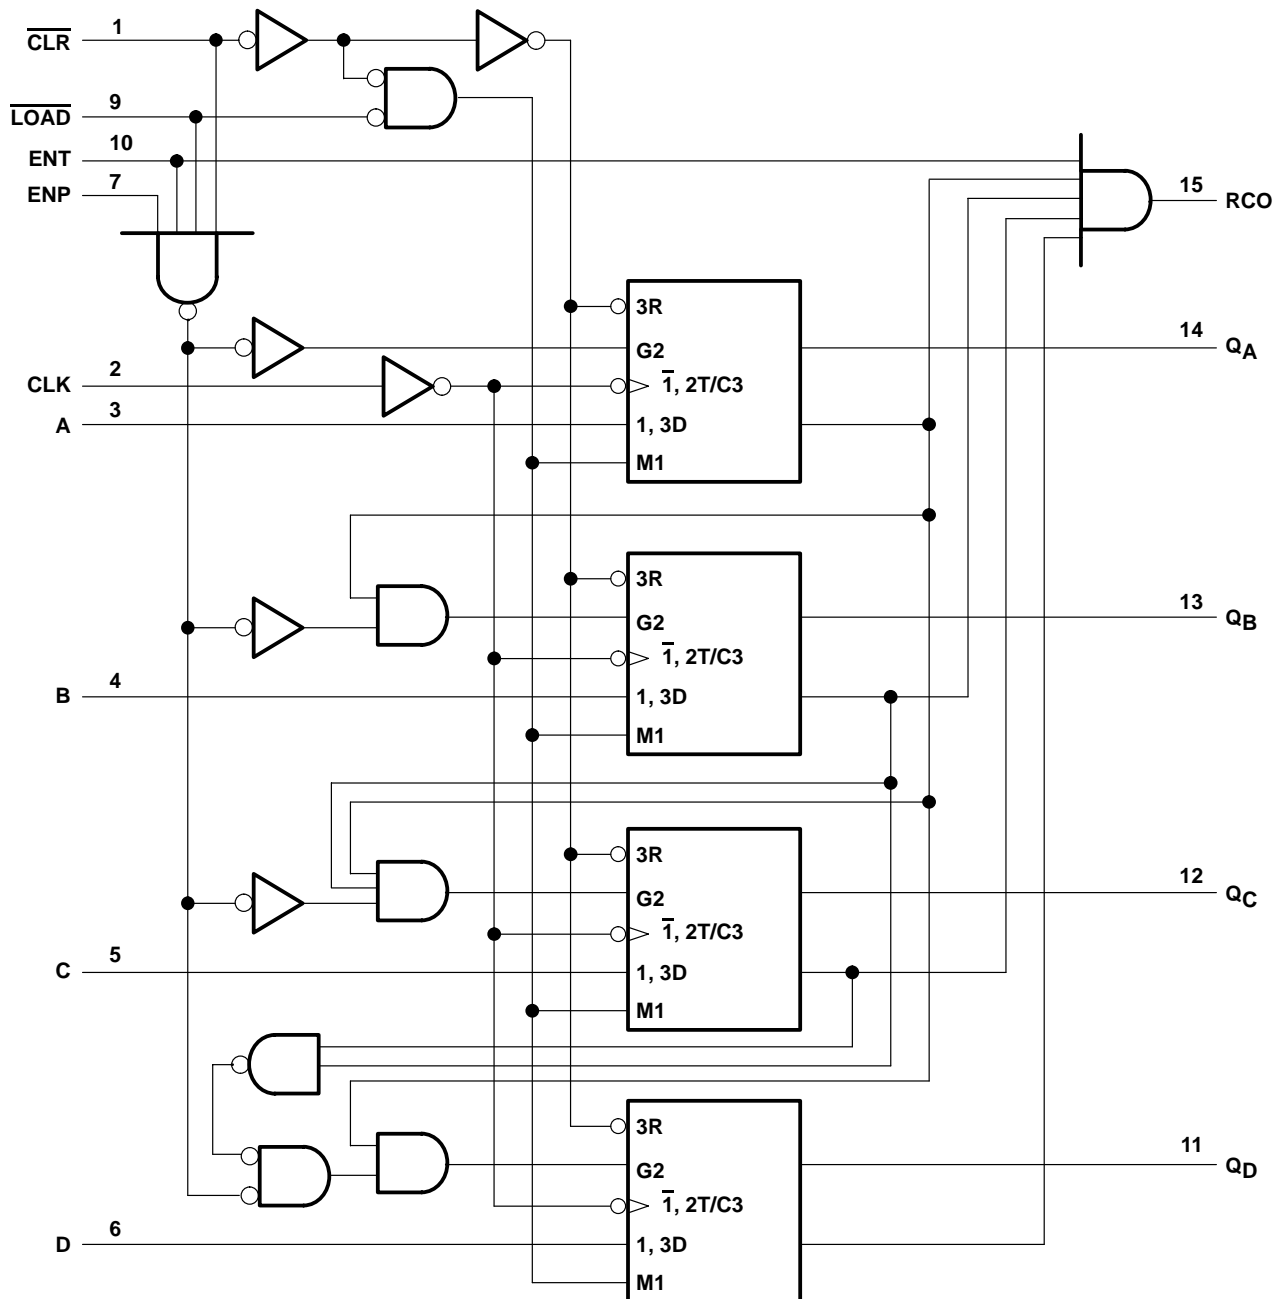 C̅L̅R̅ 1
L̅O̅A̅D̅ 9
ENT 10
ENP 7
15 RCO
3R
G2
CLK 2
1̅, 2T/C3
A 3
1, 3D
M1
14 QA
3R
G2
1̅, 2T/C3
B 4
1, 3D
M1
13 QB
3R
G2
1̅, 2T/C3
C 5
1, 3D
M1
12 QC
3R
G2
1̅, 2T/C3
D 6
1, 3D
M1
11 QD